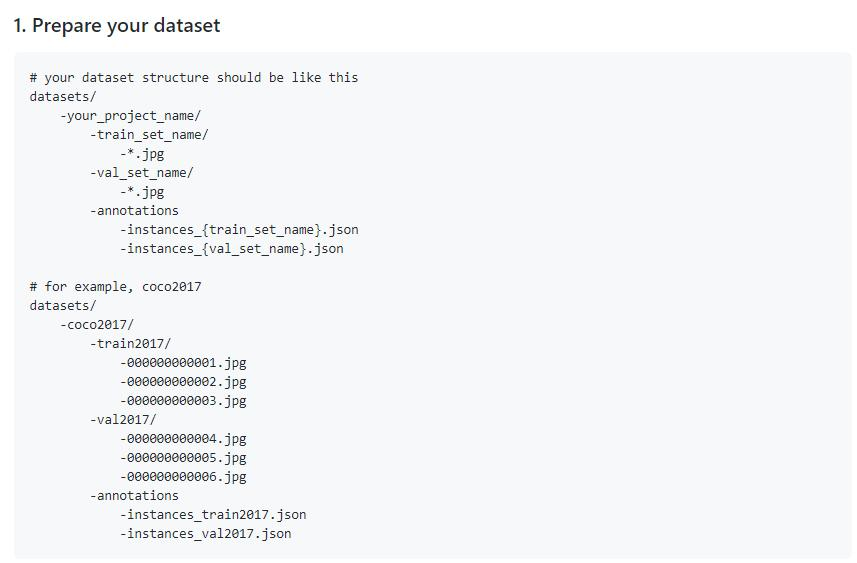 1. Prepare your dataset
# your dataset structure should be like this
datasets/
    -your_project_name/
        -train_set_name/
            -*.jpg
        -val_set_name/
            -*.jpg
        -annotations
            -instances_{train_set_name}.json
            -instances_{val_set_name}.json

# for example, coco2017
datasets/
    -coco2017/
        -train2017/
            -000000000001.jpg
            -000000000002.jpg
            -000000000003.jpg
        -val2017/
            -000000000004.jpg
            -000000000005.jpg
            -000000000006.jpg
        -annotations
            -instances_train2017.json
            -instances_val2017.json